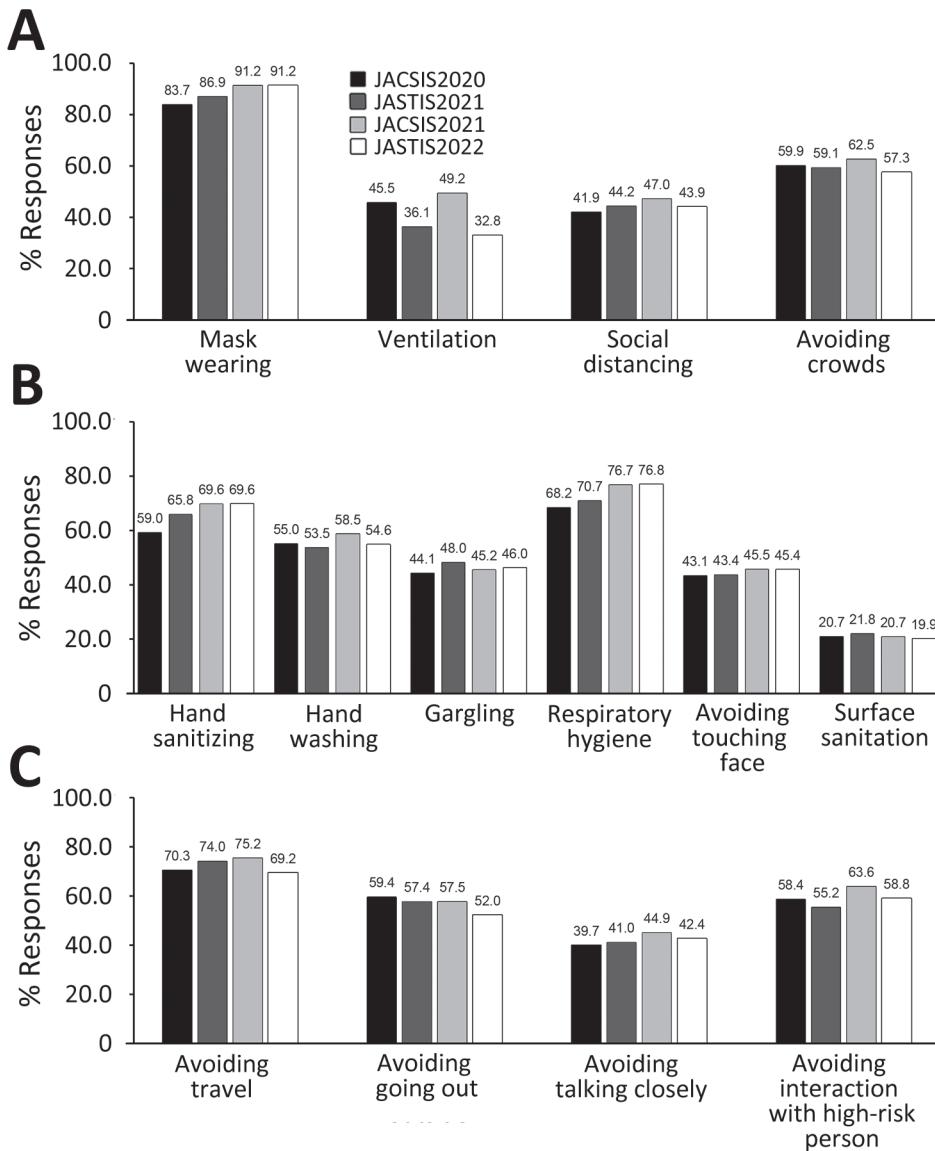 A
100.0
80.0
60.0
40.0
20.0
0
% Responses
83.7 86.9 91.2 91.2
JACSIS2020
JASTIS2021
JACSIS2021
JASTIS2022
45.5 36.1 49.2 32.8
41.9 44.2 47.0 43.9
59.9 59.1 62.5 57.3
Mask
wearing
Ventilation
Social
distancing
Avoiding
crowds
B
100.0
80.0
60.0
40.0
20.0
0
% Responses
59.0 65.8 69.6 69.6
55.0 53.5 58.5 54.6
44.1 48.0 45.2 46.0
68.2 70.7 76.7 76.8
43.1 43.4 45.5 45.4
20.7 21.8 20.7 19.9
Hand
sanitizing
Hand
washing
Gargling
Respiratory
hygiene
Avoiding
touching
face
Surface
sanitation
C
100.0
80.0
60.0
40.0
20.0
0
% Responses
70.3 74.0 75.2 69.2
59.4 57.4 57.5 52.0
39.7 41.0 44.9 42.4
58.4 55.2 63.6 58.8
Avoiding
travel
Avoiding
going out
Avoiding
talking closely
Avoiding
interaction
with high-risk
person